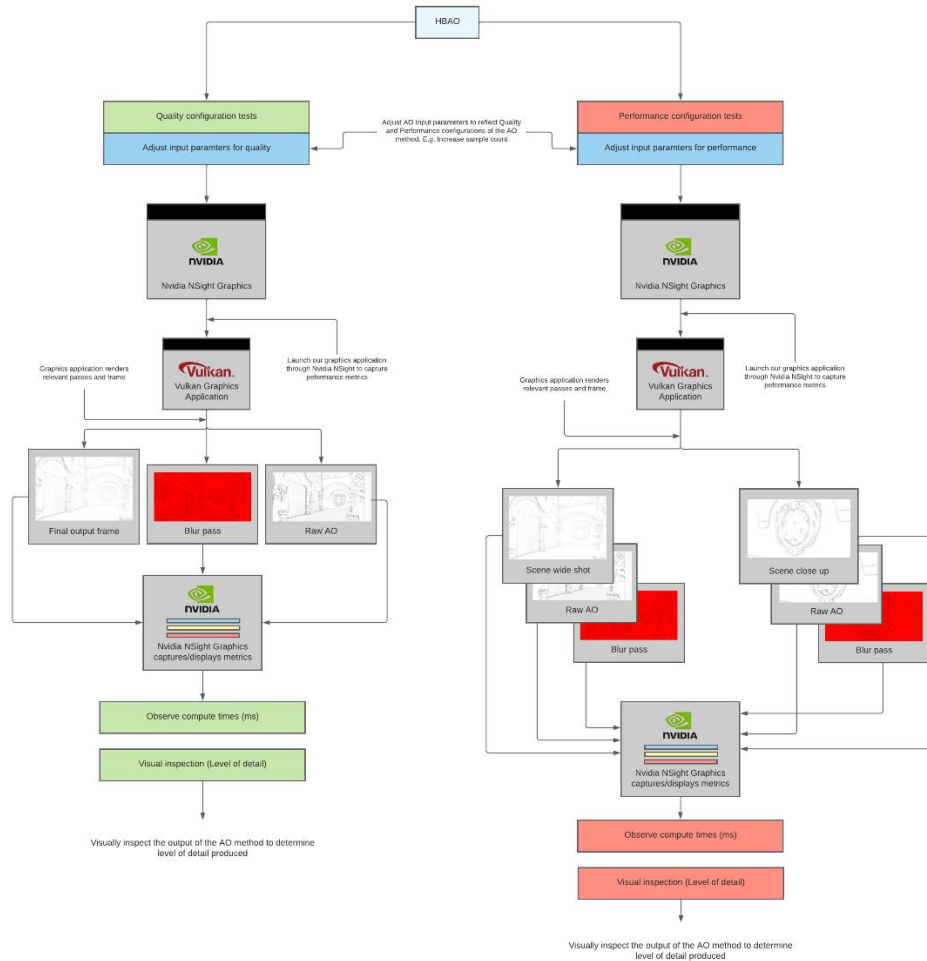 HBAO
Quality configuration tests
Adjust input paramters for quality
Adjust AO Input parameters to reflect Quality
and Performance configurations of the AO
method, E.g. Increase sample count
Performance configuration tests
Adjust input paramters for performance
NVIDIA
Nvidia NSight Graphics
NVIDIA
Nvidia NSight Graphics
Graphics application renders
relevant passes and frame
Vulkan
Vulkan Graphics
Application
Launch our graphics application
through Nvidia NSight to capture
peformance metrics
Graphics application renders
relevant passes and frame
Vulkan
Vulkan Graphics
Application
Launch our graphics application
through Nvidia NSight to capture
peformance metrics
Final output frame
Blur pass
Raw AO
Scene wide shot
Raw AO
Blur pass
Scene close up
Raw AO
Blur pass
NVIDIA
Nvidia NSight Graphics
captures/displays metrics
Observe compute times (ms)
Visual inspection (Level of detail)
Visually inspect the output of the AO method to determine
level of detail produced
NVIDIA
Nvidia NSight Graphics
captures/displays metrics
Observe compute times (ms)
Visual inspection (Level of detail)
Visually inspect the output of the AO method to determine
level of detail produced